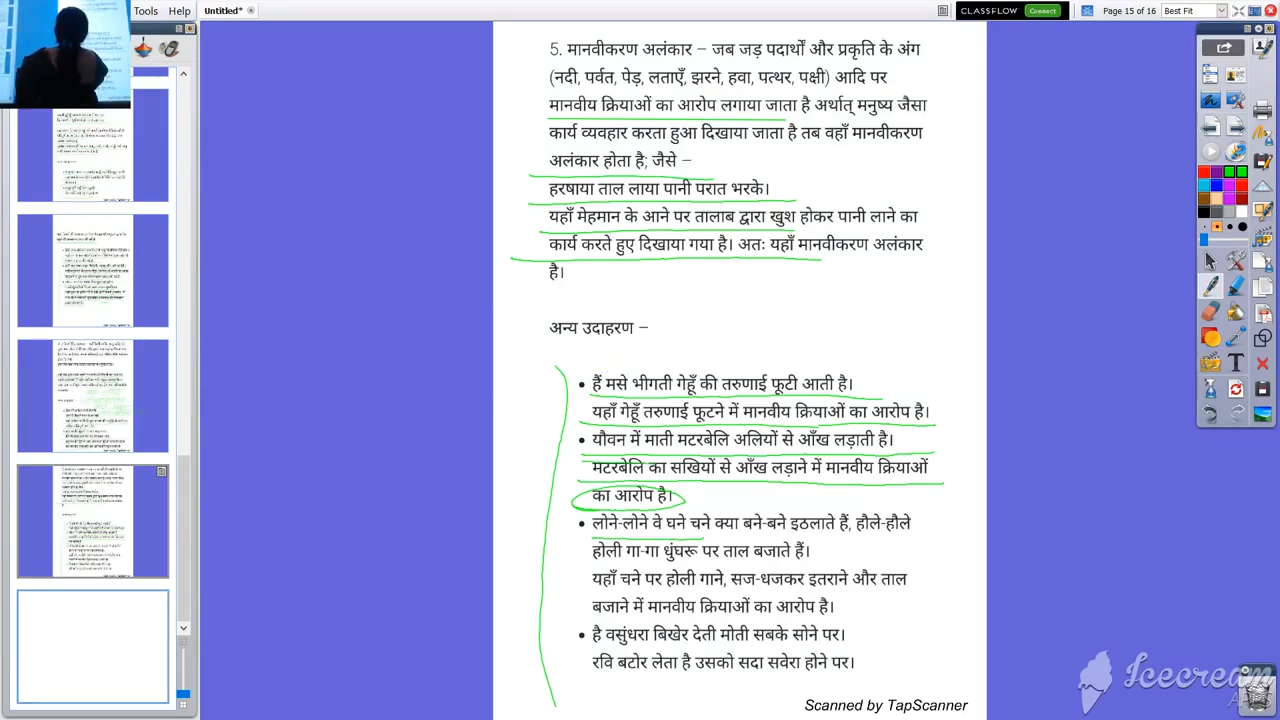 Tools Help
Untitled*
CLASSFLOW Connect
Page 15 of 16
Best Fit
5. मानवीकरण अलंकार – जब जड़ पदार्थों और प्रकृति के अंग
(नदी, पर्वत, पेड़, लताएँ, झरने, हवा, पत्थर, पक्षी) आदि पर
मानवीय क्रियाओं का आरोप लगाया जाता है अर्थात् मनुष्य जैसा
कार्य व्यवहार करता हुआ दिखाया जाता है तब वहाँ मानवीकरण
अलंकार होता है; जैसे –
हरषाया ताल लाया पानी परात भरके।
यहाँ मेहमान के आने पर तालाब द्वारा खुश होकर पानी लाने का
कार्य करते हुए दिखाया गया है। अतः यहाँ मानवीकरण अलंकार
है।
अन्य उदाहरण –
• हैं मसे भीगती गेहूँ की तरुणाई फूटी आती है।
यहाँ गेहूँ तरुणाई फूटने में मानवीय क्रियाओं का आरोप है।
• यौवन में माती मटरबेलि अलियों से आँख लड़ाती है।
मटरबेलि का सखियों से आँख लड़ाने में मानवीय क्रियाओं
का आरोप है।
• लोने-लोने वे घने चने क्या बने-बने इठलाते हैं, हौले-हौले
होली गा-गा धुंघरू पर ताल बजाते हैं।
यहाँ चने पर होली गाने, सज-धजकर इतराने और ताल
बजाने में मानवीय क्रियाओं का आरोप है।
• है वसुंधरा बिखेर देती मोती सबके सोने पर।
रवि बटोर लेता है उसको सदा सवेरा होने पर।
Scanned by TapScanner
Icecream
APPS